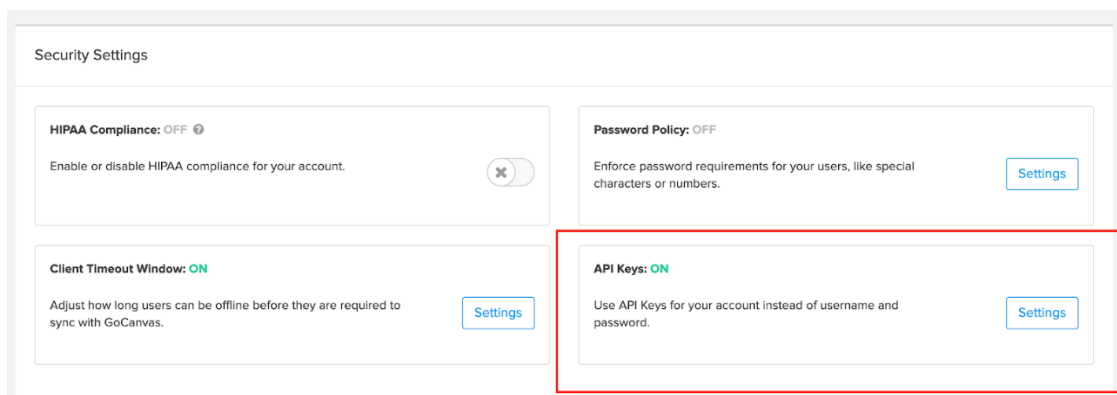 Security Settings
HIPAA Compliance: OFF ?
Enable or disable HIPAA compliance for your account.
Password Policy: OFF
Enforce password requirements for your users, like special
characters or numbers.
Settings
Client Timeout Window: ON
Adjust how long users can be offline before they are required to
sync with GoCanvas.
Settings
API Keys: ON
Use API Keys for your account instead of username and
password.
Settings